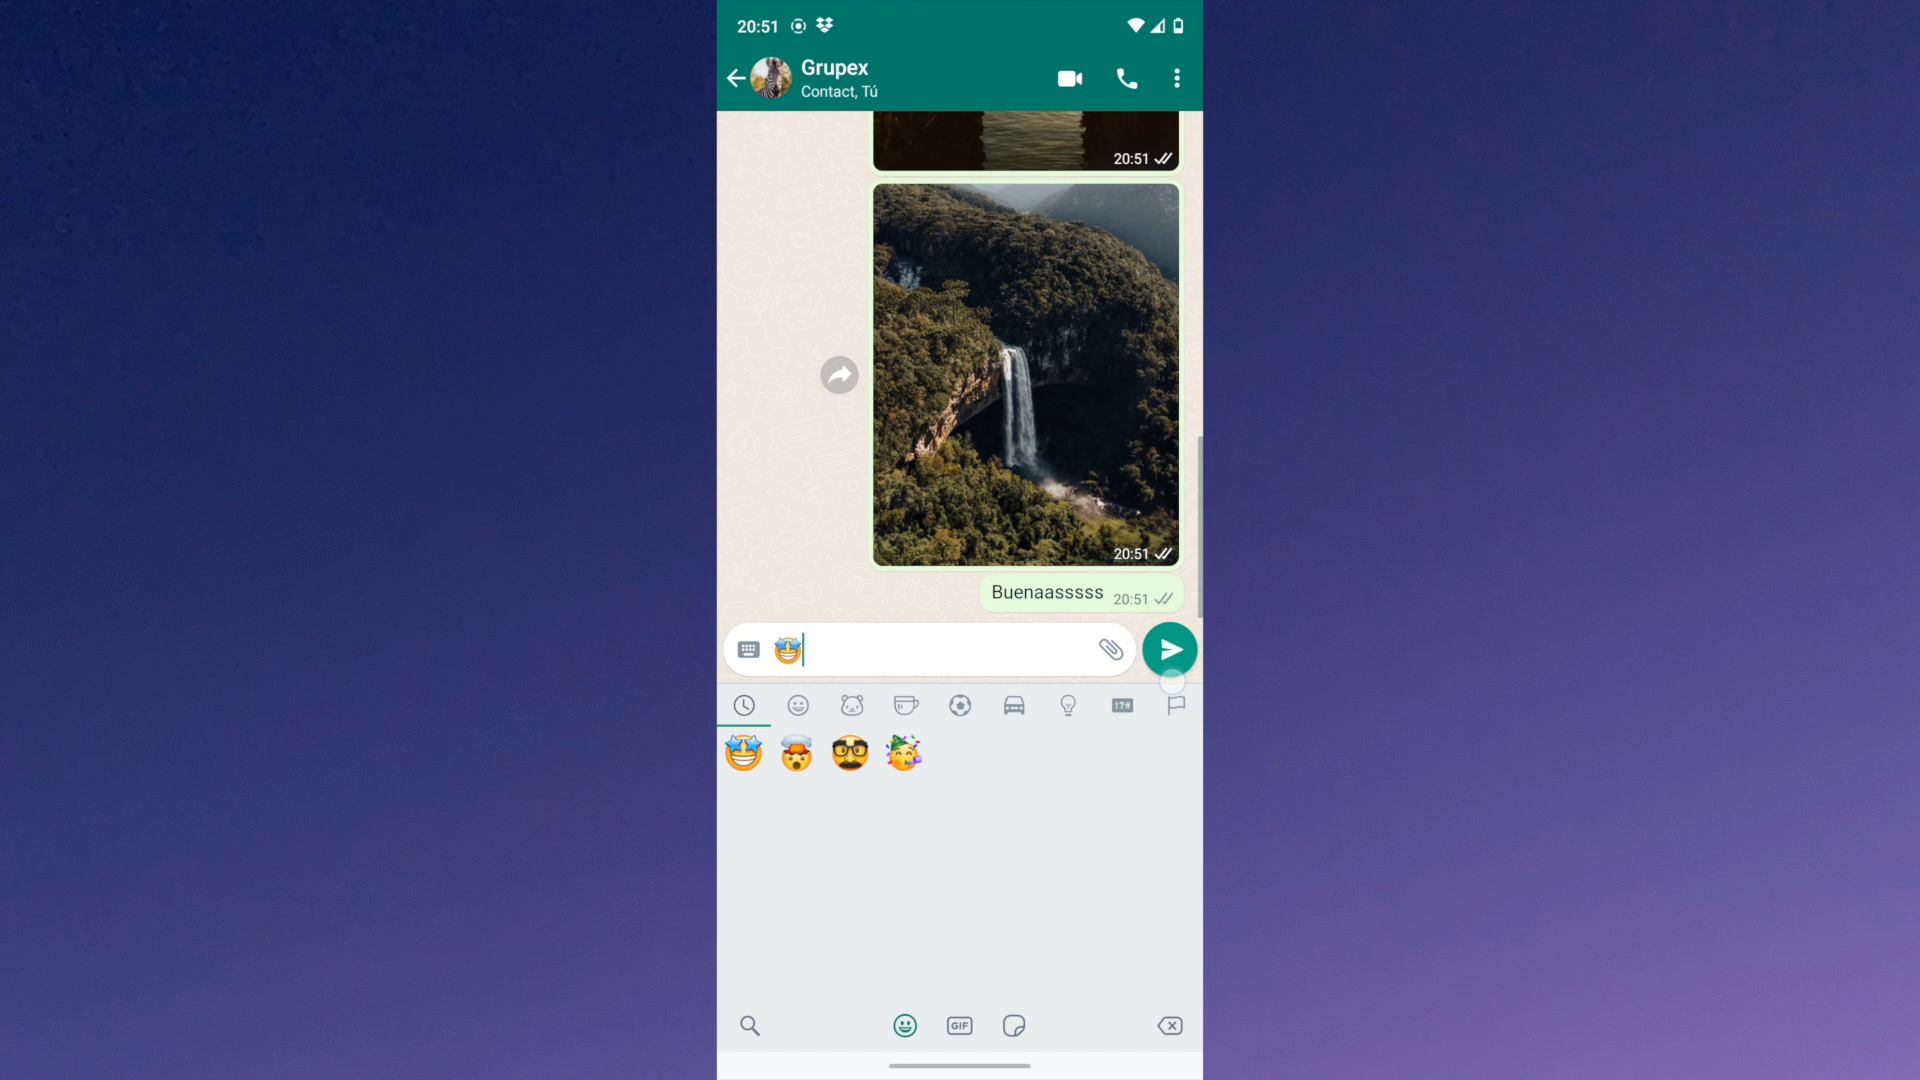 20:51
Grupex
Contact, Tú
20:51
20:51
Buenaasssss 20:51
🤩
!?#
🤩 🤯 🥸 🥳
GIF